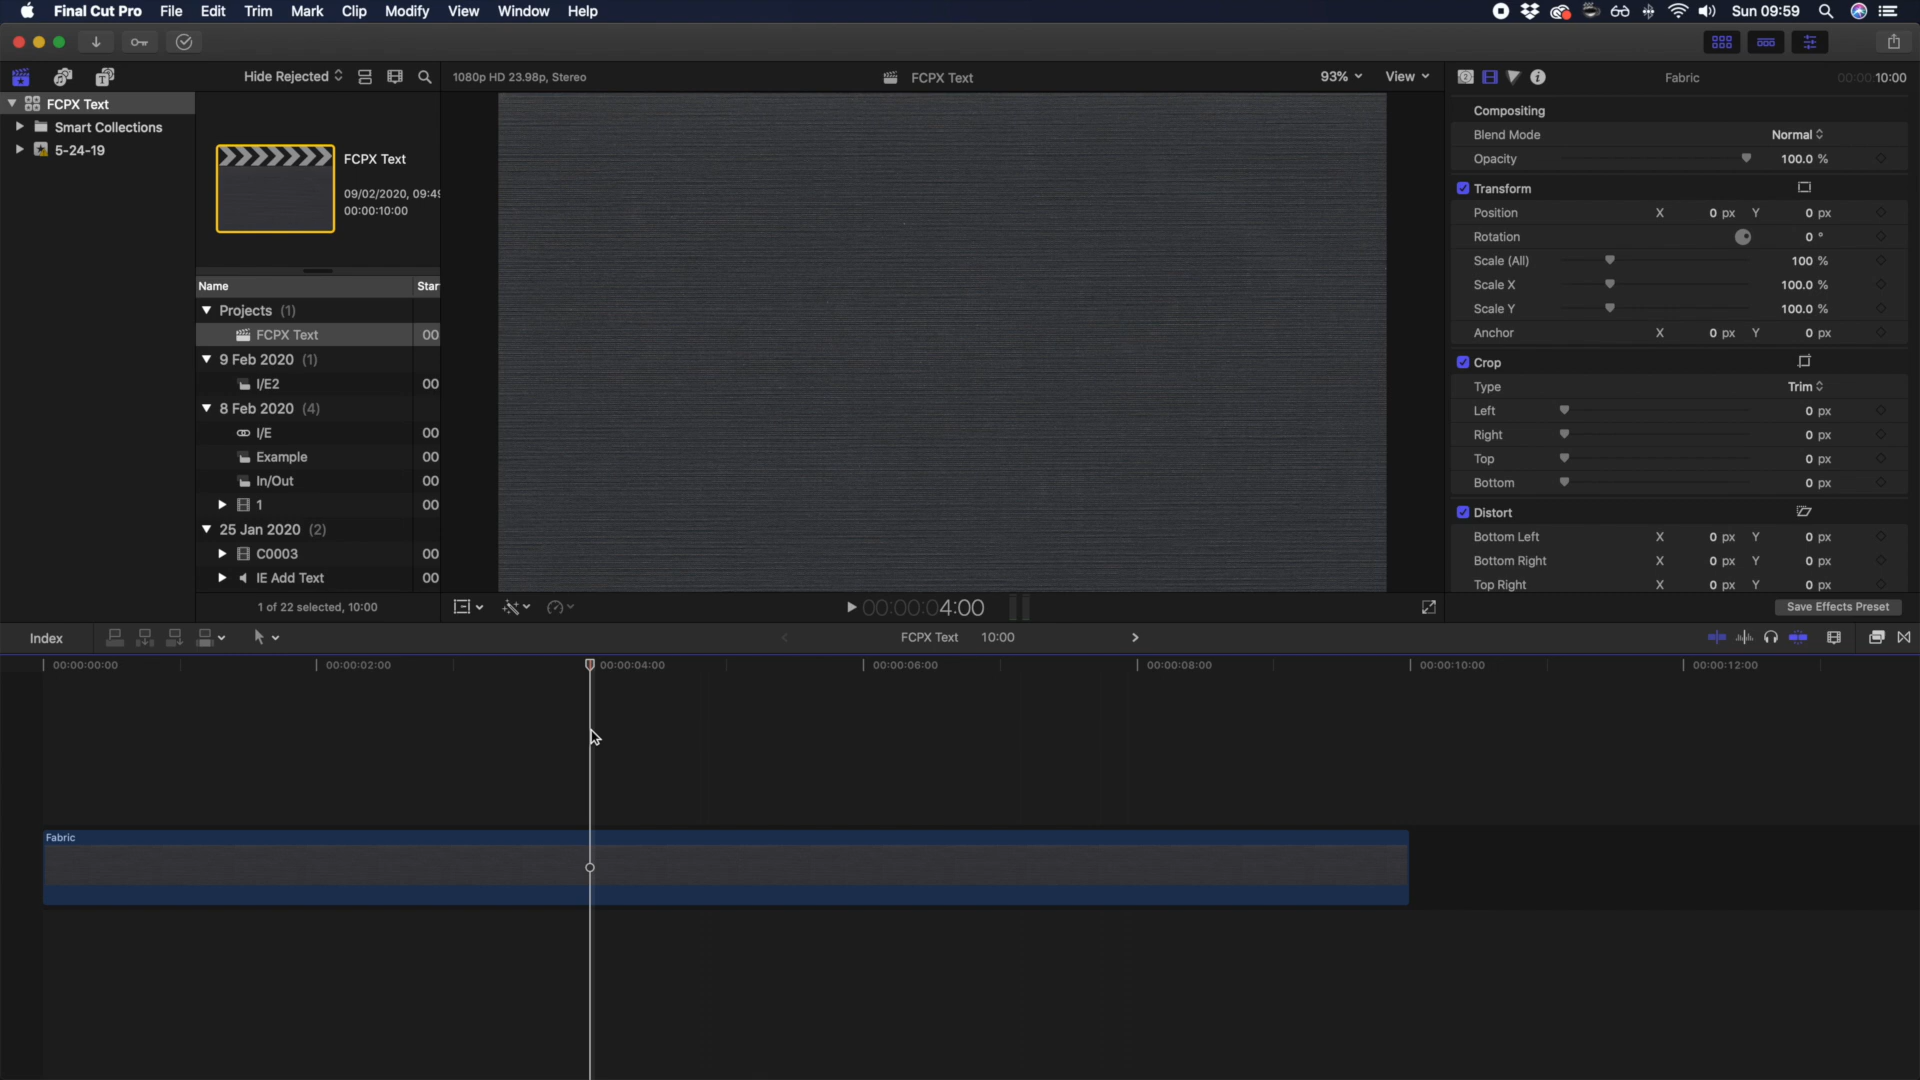 Final Cut Pro File Edit Trim Mark Clip Modify View Window Help Sun 09:59
Hide Rejected 1080p HD 23.98p, Stereo FCPX Text 93% View Fabric 00:00:10:00
FCPX Text
Smart Collections
5-24-19
FCPX Text
09/02/2020, 09:49
00:00:10:00
Name Star
Projects (1)
FCPX Text 00
9 Feb 2020 (1)
I/E2 00
8 Feb 2020 (4)
I/E 00
Example 00
In/Out 00
1 00
25 Jan 2020 (2)
C0003 00
IE Add Text 00
1 of 22 selected, 10:00
00:00:04:00
Compositing
Blend Mode Normal
Opacity 100.0 %
Transform
Position X 0 px Y 0 px
Rotation 0 °
Scale (All) 100 %
Scale X 100.0 %
Scale Y 100.0 %
Anchor X 0 px Y 0 px
Crop
Type Trim
Left 0 px
Right 0 px
Top 0 px
Bottom 0 px
Distort
Bottom Left X 0 px Y 0 px
Bottom Right X 0 px Y 0 px
Top Right X 0 px Y 0 px
Save Effects Preset
Index FCPX Text 10:00
00:00:00:00 00:00:02:00 00:00:04:00 00:00:06:00 00:00:08:00 00:00:10:00 00:00:12:00
Fabric